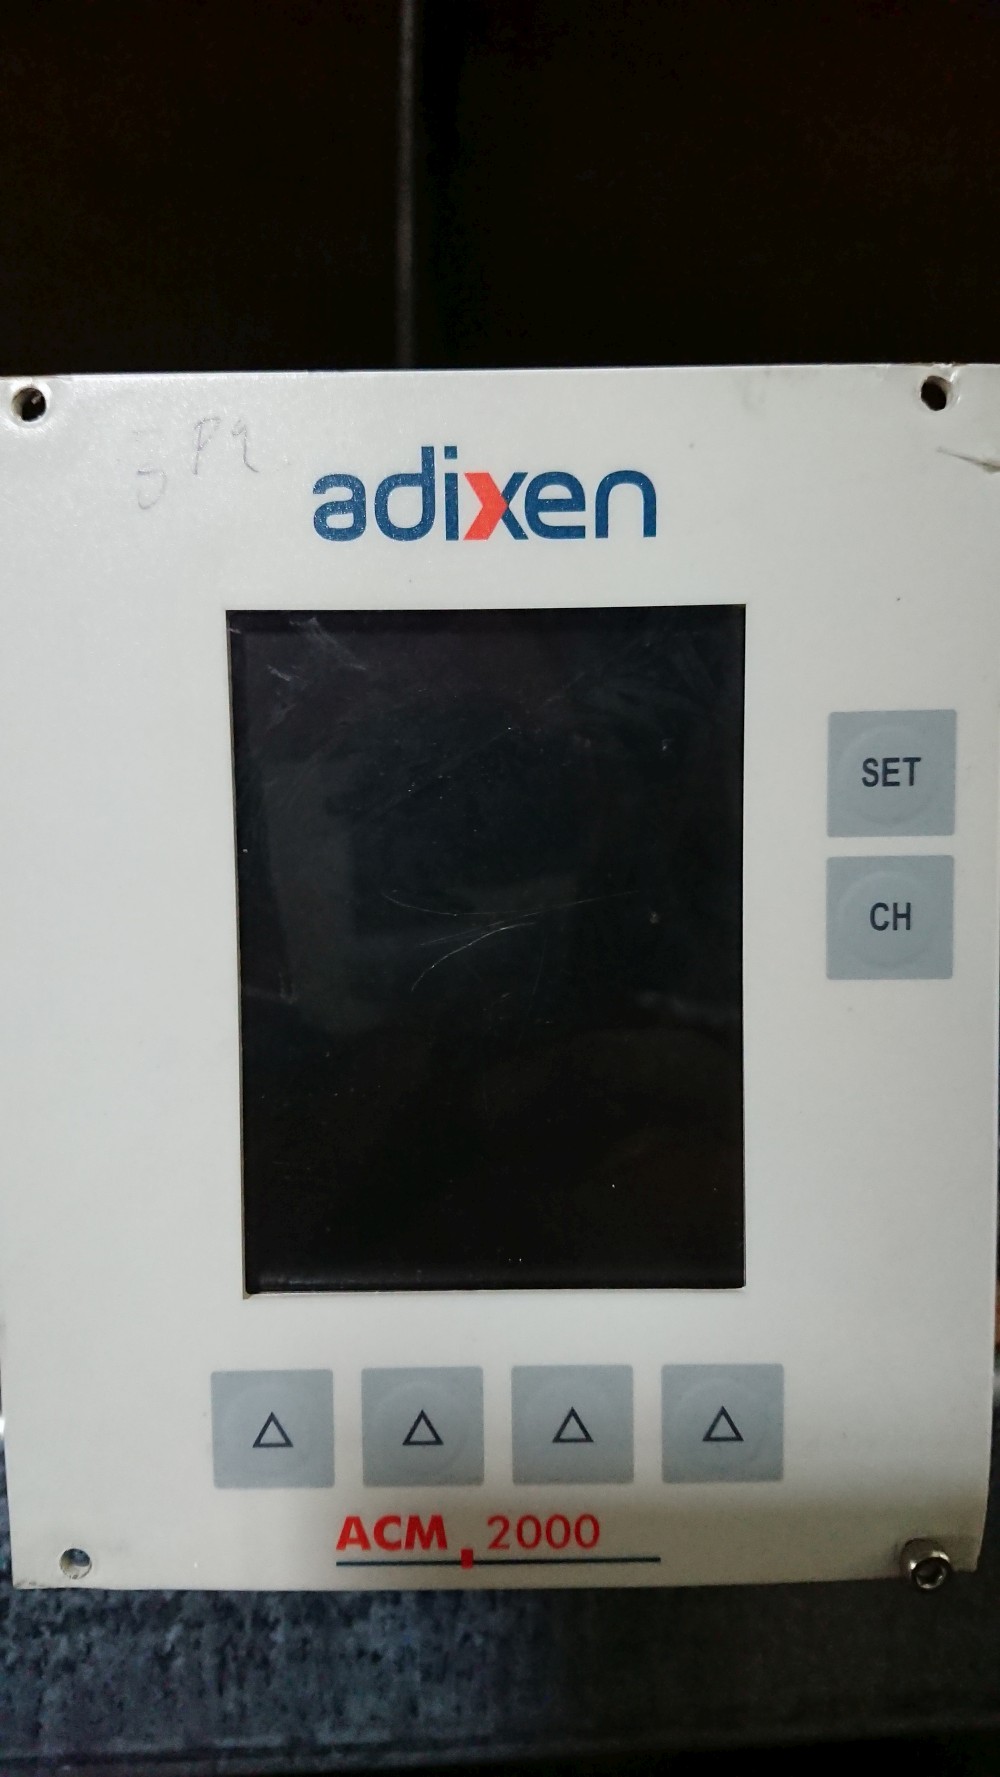 adixen
SET
CH
ACM 2000